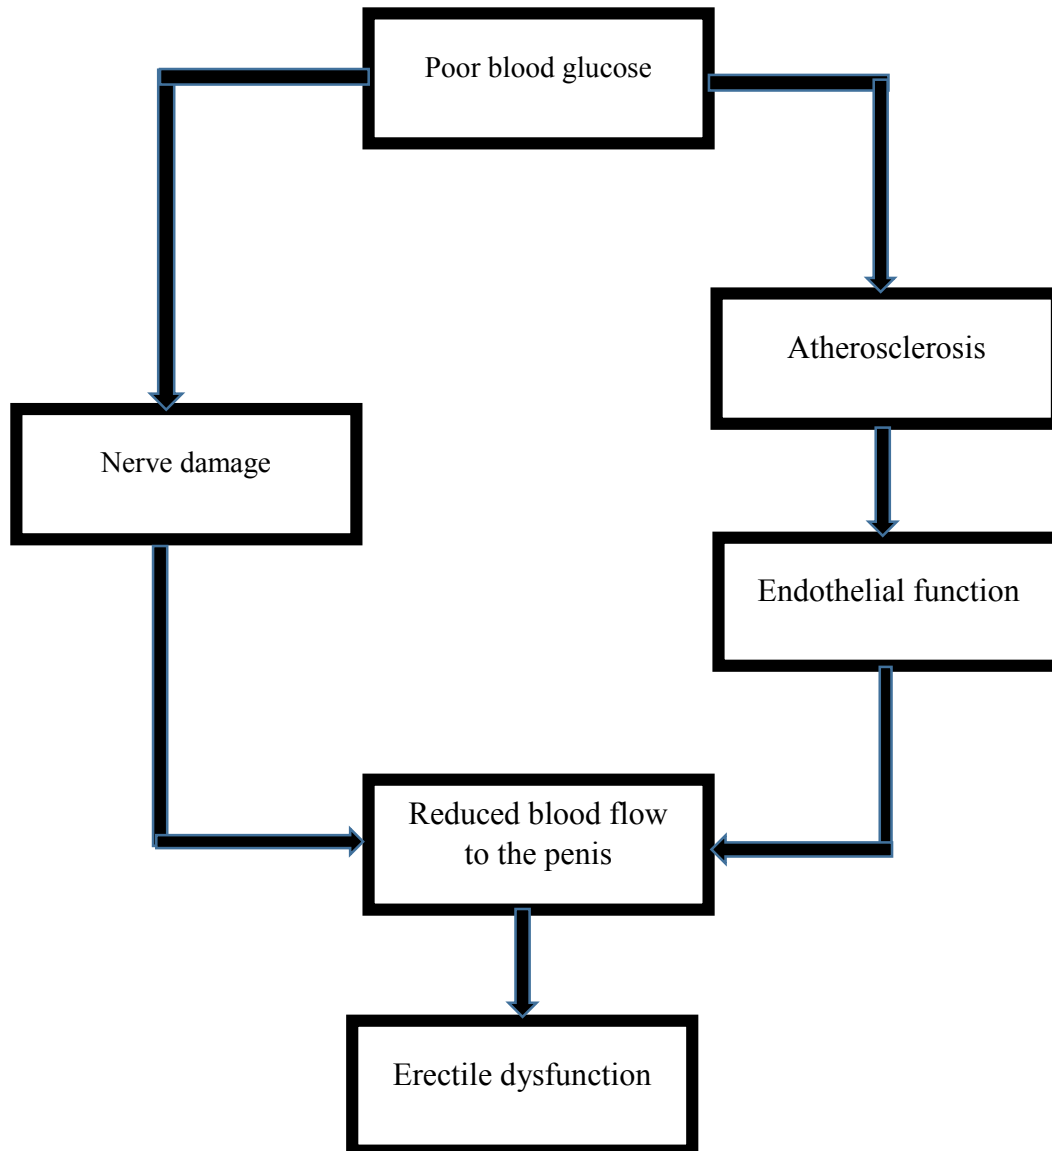 Poor blood glucose
Atherosclerosis
Nerve damage
Endothelial function
Reduced blood flow
to the penis
Erectile dysfunction